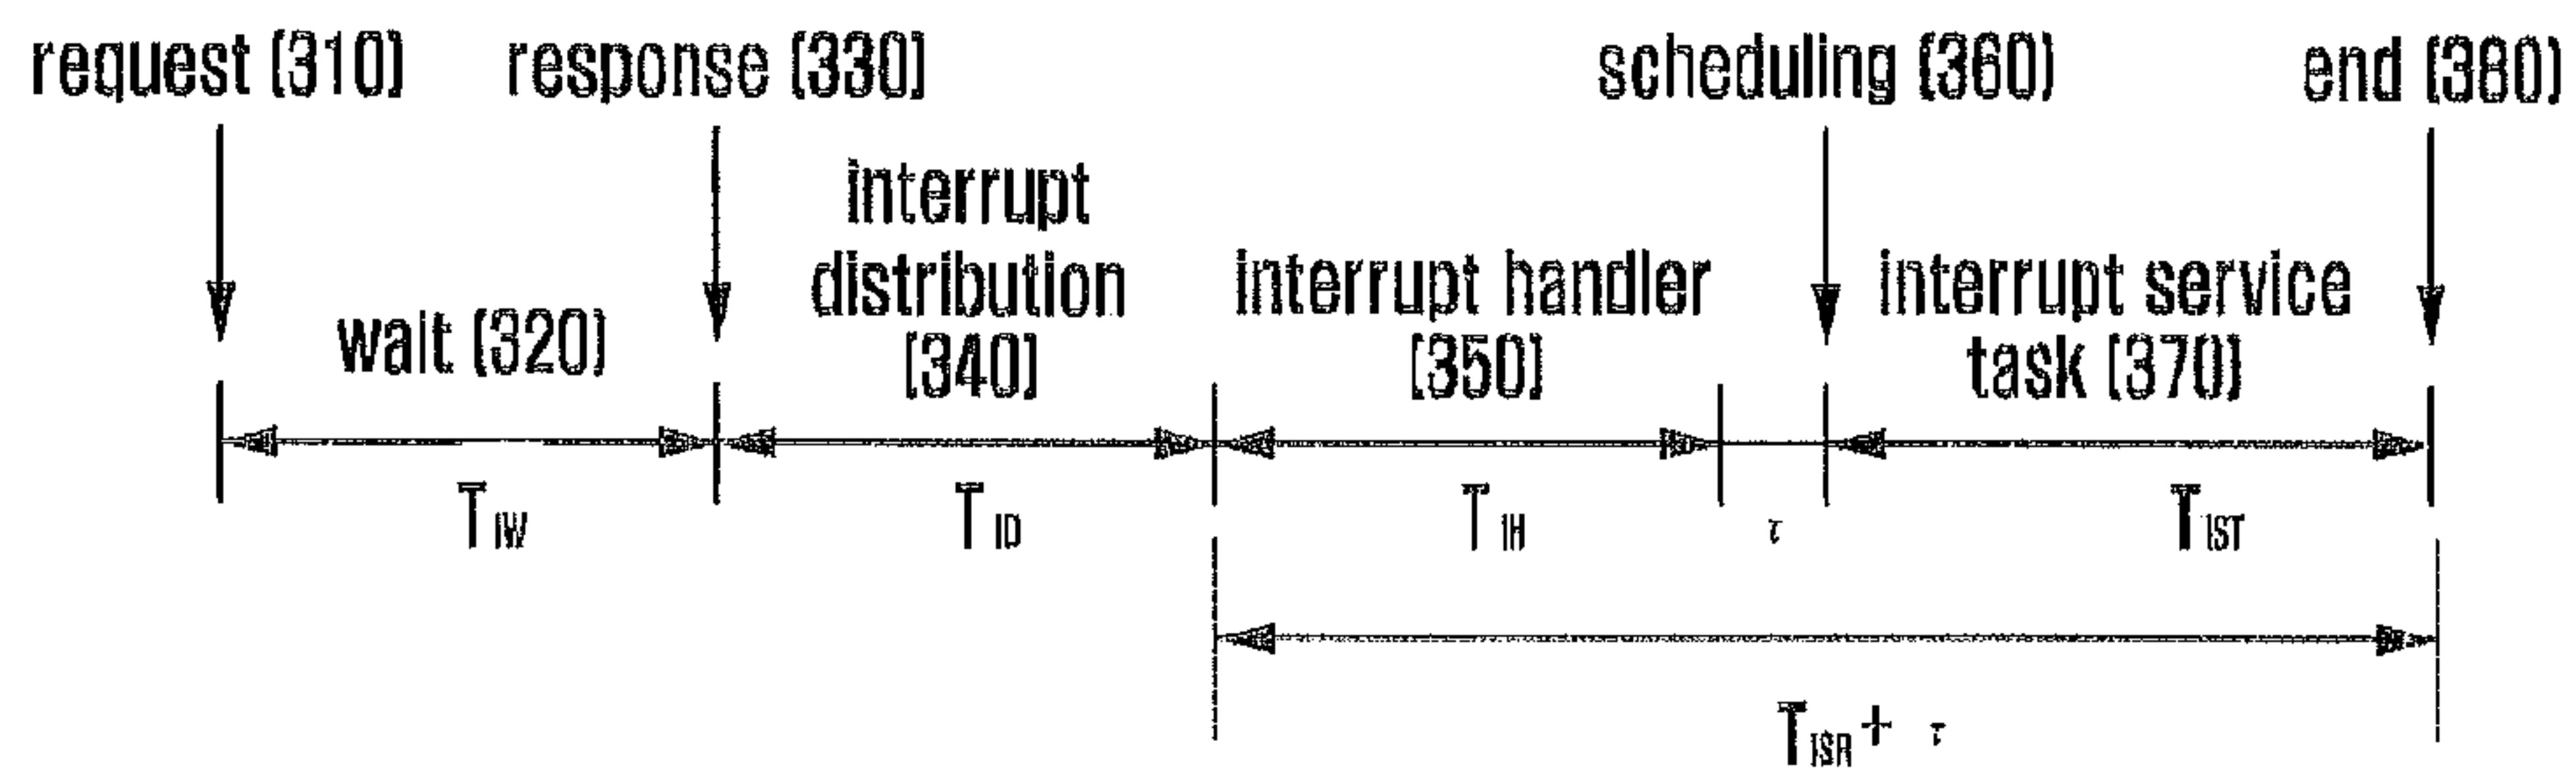 request (310) response (330) scheduling (360) end (380)
interrupt
distribution
(340)
wait (320)
interrupt handler
(350)
interrupt service
task (370)
TIW TID TIH τ TIST
TISR + τ